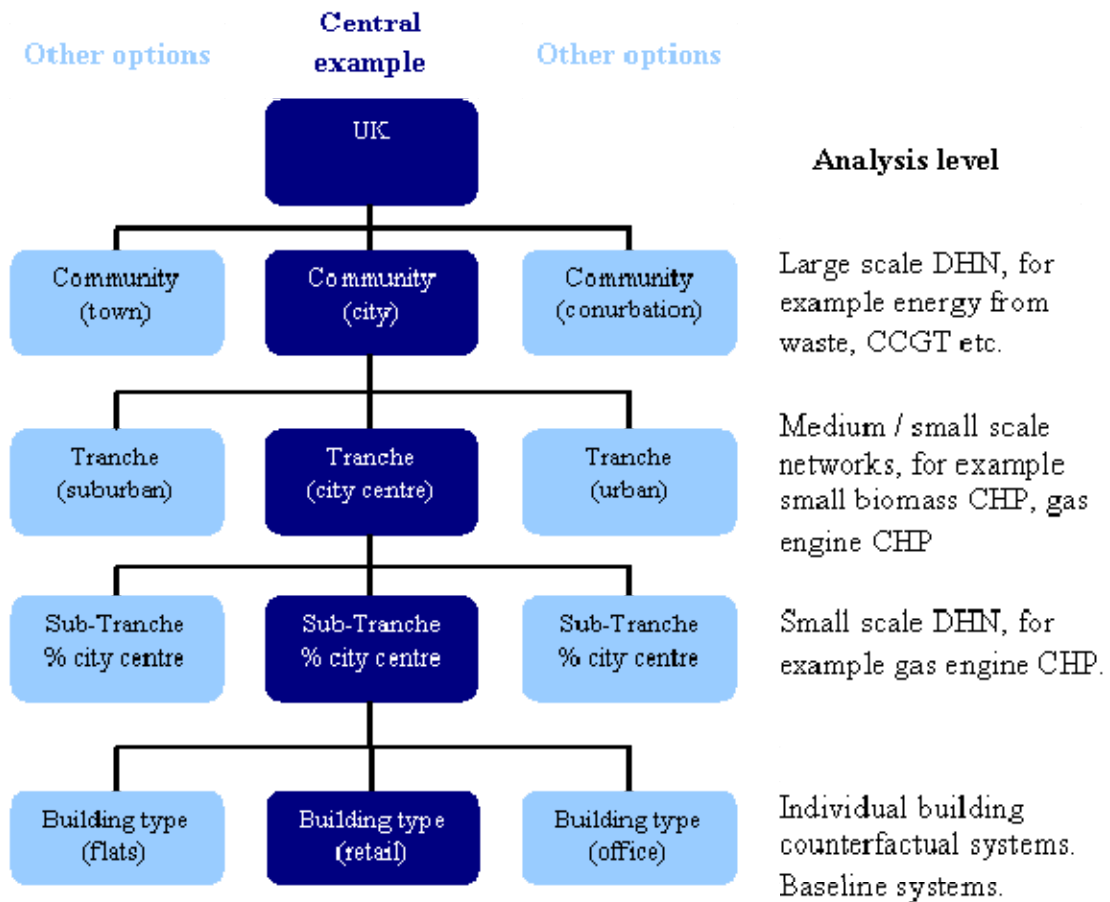 Other options
Central
example
Other options
UK
Analysis level
Community
(town)
Community
(city)
Community
(conurbation)
Large scale DHN, for
example energy from
waste, CCGT etc.
Tranche
(suburban)
Tranche
(city centre)
Tranche
(urban)
Medium / small scale
networks, for example
small biomass CHP, gas
engine CHP
Sub-Tranche
% city centre
Sub-Tranche
% city centre
Sub-Tranche
% city centre
Small scale DHN, for
example gas engine CHP.
Building type
(flats)
Building type
(retail)
Building type
(office)
Individual building
counterfactual systems.
Baseline systems.